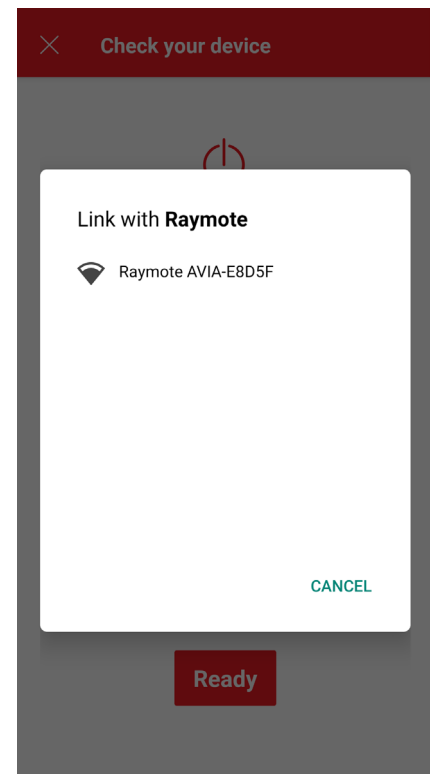 Check your device
Link with Raymote
Raymote AVIA-E8D5F
CANCEL
Ready